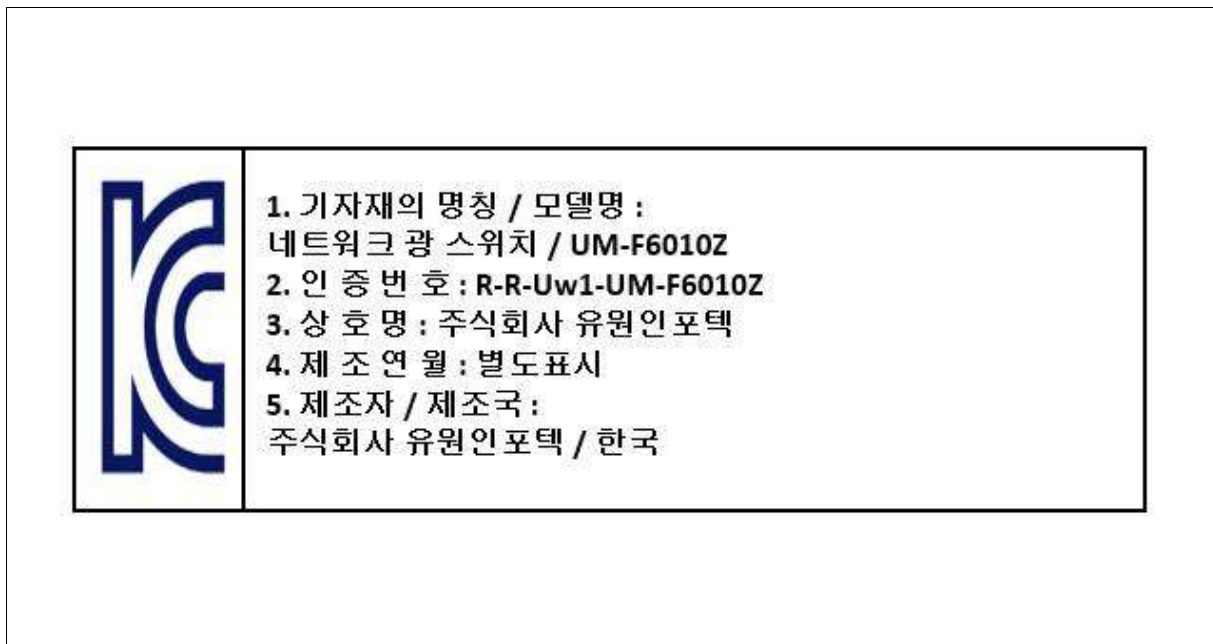 KC
1. 기자재의 명칭 / 모델명 :
네트워크 광 스위치 / UM-F6010Z
2. 인 증 번 호 : R-R-Uw1-UM-F6010Z
3. 상 호 명 : 주식회사 유원인포텍
4. 제 조 연 월 : 별도표시
5. 제조자 / 제조국 :
주식회사 유원인포텍 / 한국